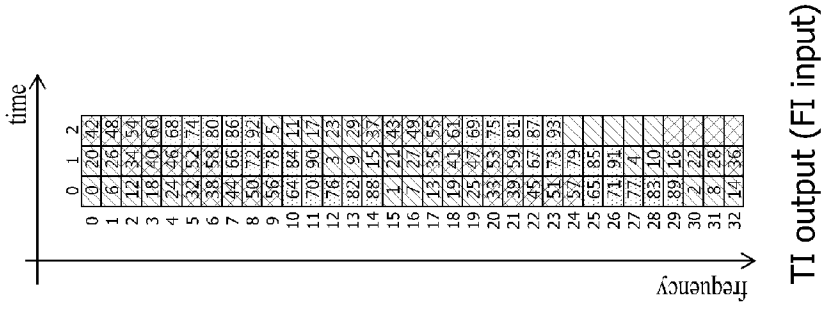 time
0 1 2
0 0 20 42
1 6 26 48
2 12 34 54
3 18 40 60
4 24 46 68
5 32 52 74
6 38 58 80
7 44 66 86
8 50 72 92
9 56 78 5
10 64 84 11
11 70 90 17
12 76 3 23
13 82 9 29
14 88 15 37
15 1 21 43
16 7 27 49
17 13 35 55
18 19 41 61
19 25 47 69
20 33 53 75
21 39 59 81
22 45 67 87
23 51 73 93
24 57 79
25 65 85
26 71 91
27 77 4
28 83 10
29 89 16
30 2 22
31 8 28
32 14 36
frequency
TI output (FI input)